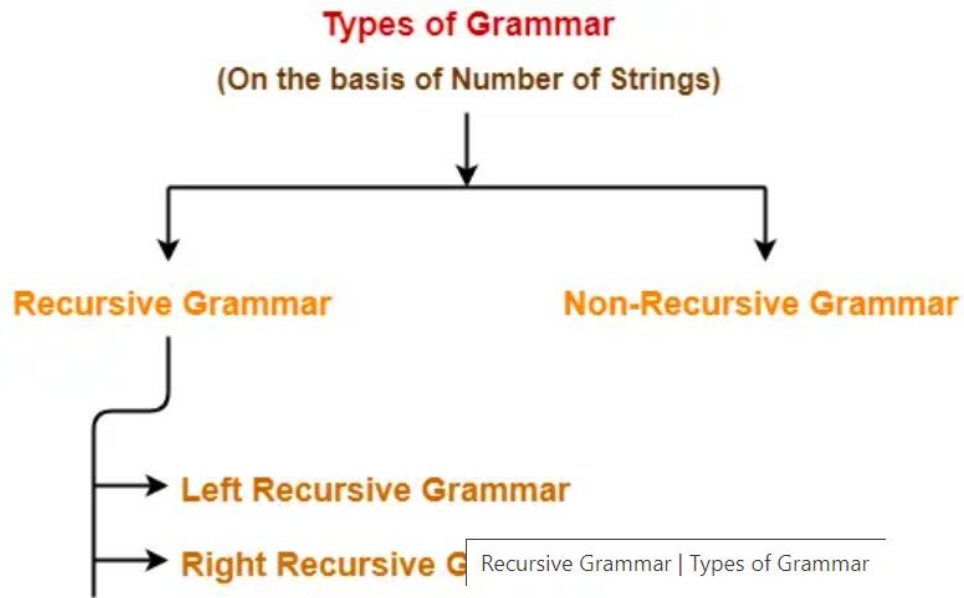 Types of Grammar
(On the basis of Number of Strings)
Recursive Grammar
Non-Recursive Grammar
Left Recursive Grammar
Right Recursive G
Recursive Grammar | Types of Grammar